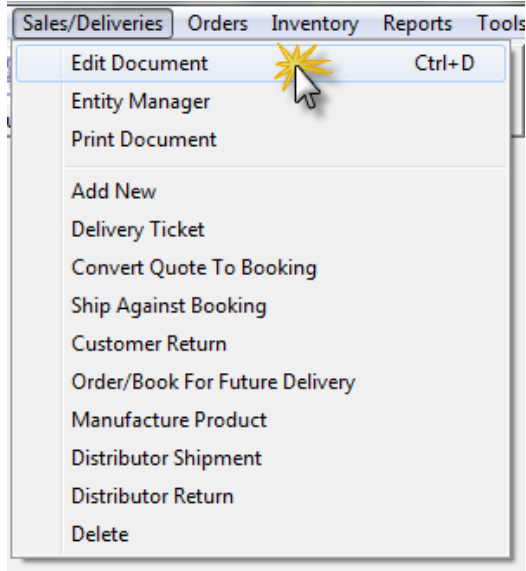 Sales/Deliveries Orders Inventory Reports Tools
Edit Document Ctrl+D
Entity Manager
Print Document
Add New
Delivery Ticket
Convert Quote To Booking
Ship Against Booking
Customer Return
Order/Book For Future Delivery
Manufacture Product
Distributor Shipment
Distributor Return
Delete